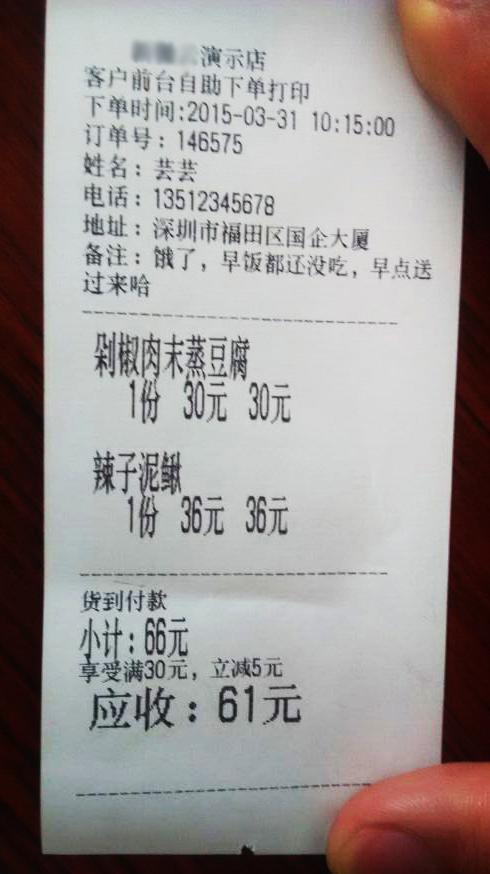 演示店
客户前台自助下单打印
下单时间:2015-03-31 10:15:00
订单号：146575
姓名：芸芸
电话：13512345678
地址：深圳市福田区国企大厦
备注：饿了，早饭都还没吃，早点送
过来哈
剁椒肉末蒸豆腐
1份 30元 30元
辣子泥鳅
1份 36元 36元
货到付款
小计：66元
享受满30元，立减5元
应收：61元